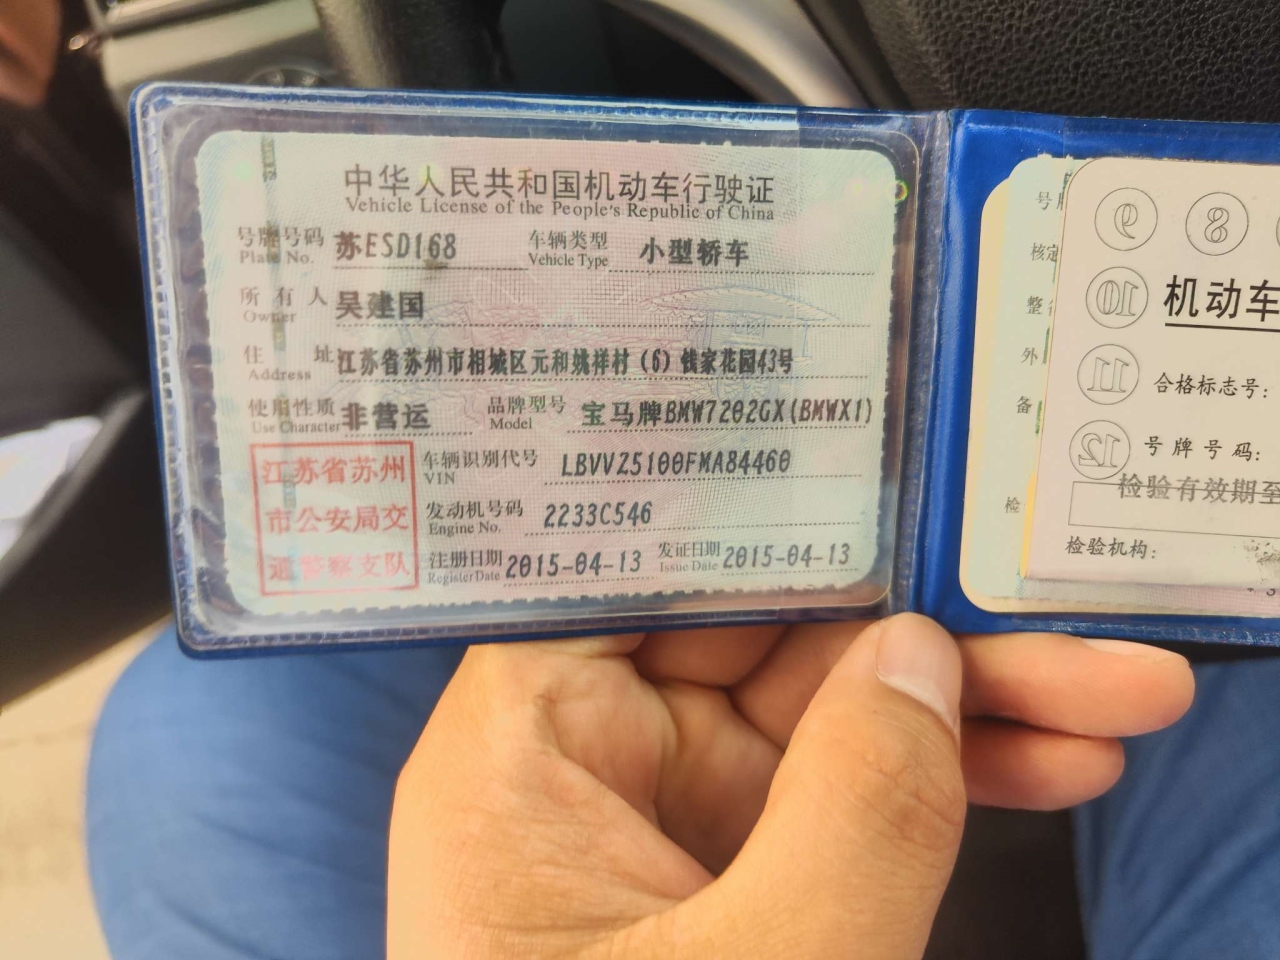 中华人民共和国机动车行驶证
Vehicle License of the People's Republic of China
号牌号码 苏ESD168 车辆类型 小型轿车
Plate No. Vehicle Type
所有人 吴建国
Owner
住址 江苏省苏州市相城区元和姚祥村(6)钱家花园43号
Address
使用性质 非营运 品牌型号 宝马牌BMW7202GX(BMWX1)
Use Character Model
江苏省苏州
市公安局交
通警察支队
车辆识别代号 LBVVZ5100FMA84460
VIN
发动机号码 2233C546
Engine No.
注册日期 2015-04-13 发证日期 2015-04-13
Register Date Issue Date
号
核定
整
外
备
检
9 8
10
11
12
机动车
合格标志号:
号牌号码:
检验有效期至
检验机构: